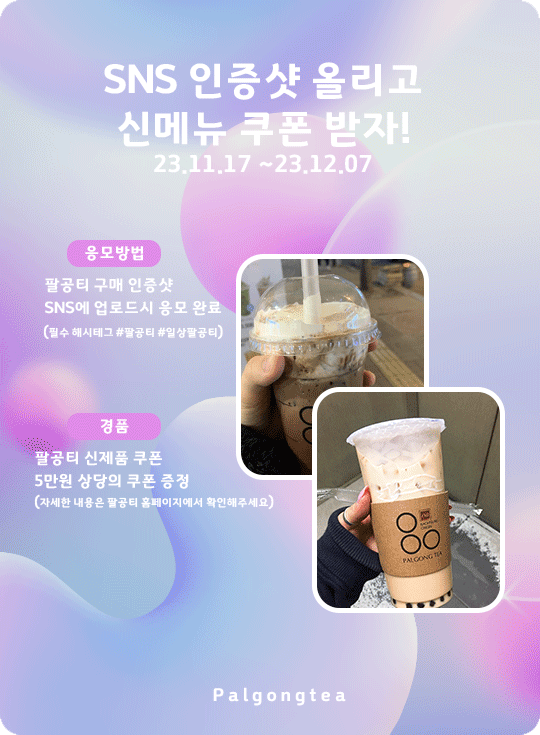 SNS 인증샷 올리고
신메뉴 쿠폰 받자!
23.11.17 ~23.12.07
응모방법
팔공티 구매 인증샷
SNS에 업로드시 응모 완료
(필수 해시태그 #팔공티 #일상팔공티)
경품
팔공티 신제품 쿠폰
5만원 상당의 쿠폰 증정
(자세한 내용은 팔공티 홈페이지에서 확인해주세요)
PALGONG TEA
Palgongtea